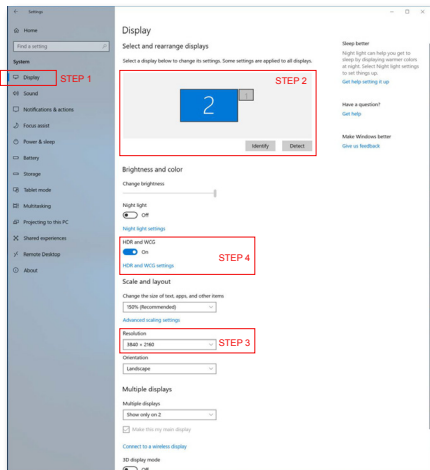 Settings
Home
Find a setting
System
Display
STEP 1
Sound
Notifications & actions
Focus assist
Power & sleep
Battery
Storage
Tablet mode
Multitasking
Projecting to this PC
Shared experiences
Remote Desktop
About
Display
Select and rearrange displays
Select a display below to change its settings. Some settings are applied to all displays.
STEP 2
2
1
Identify
Detect
Brightness and color
Change brightness
Night light
Off
Night light settings
HDR and WCG
On
HDR and WCG settings
STEP 4
Scale and layout
Change the size of text, apps, and other items
150% (Recommended)
Advanced scaling settings
Resolution
3840 × 2160
STEP 3
Orientation
Landscape
Multiple displays
Multiple displays
Show only on 2
Make this my main display
Connect to a wireless display
3D display mode
Off
Sleep better
Night light can help you get to
sleep by displaying warmer colors
at night. Select Night light settings
to set things up.
Get help setting it up
Have a question?
Get help
Make Windows better
Give us feedback